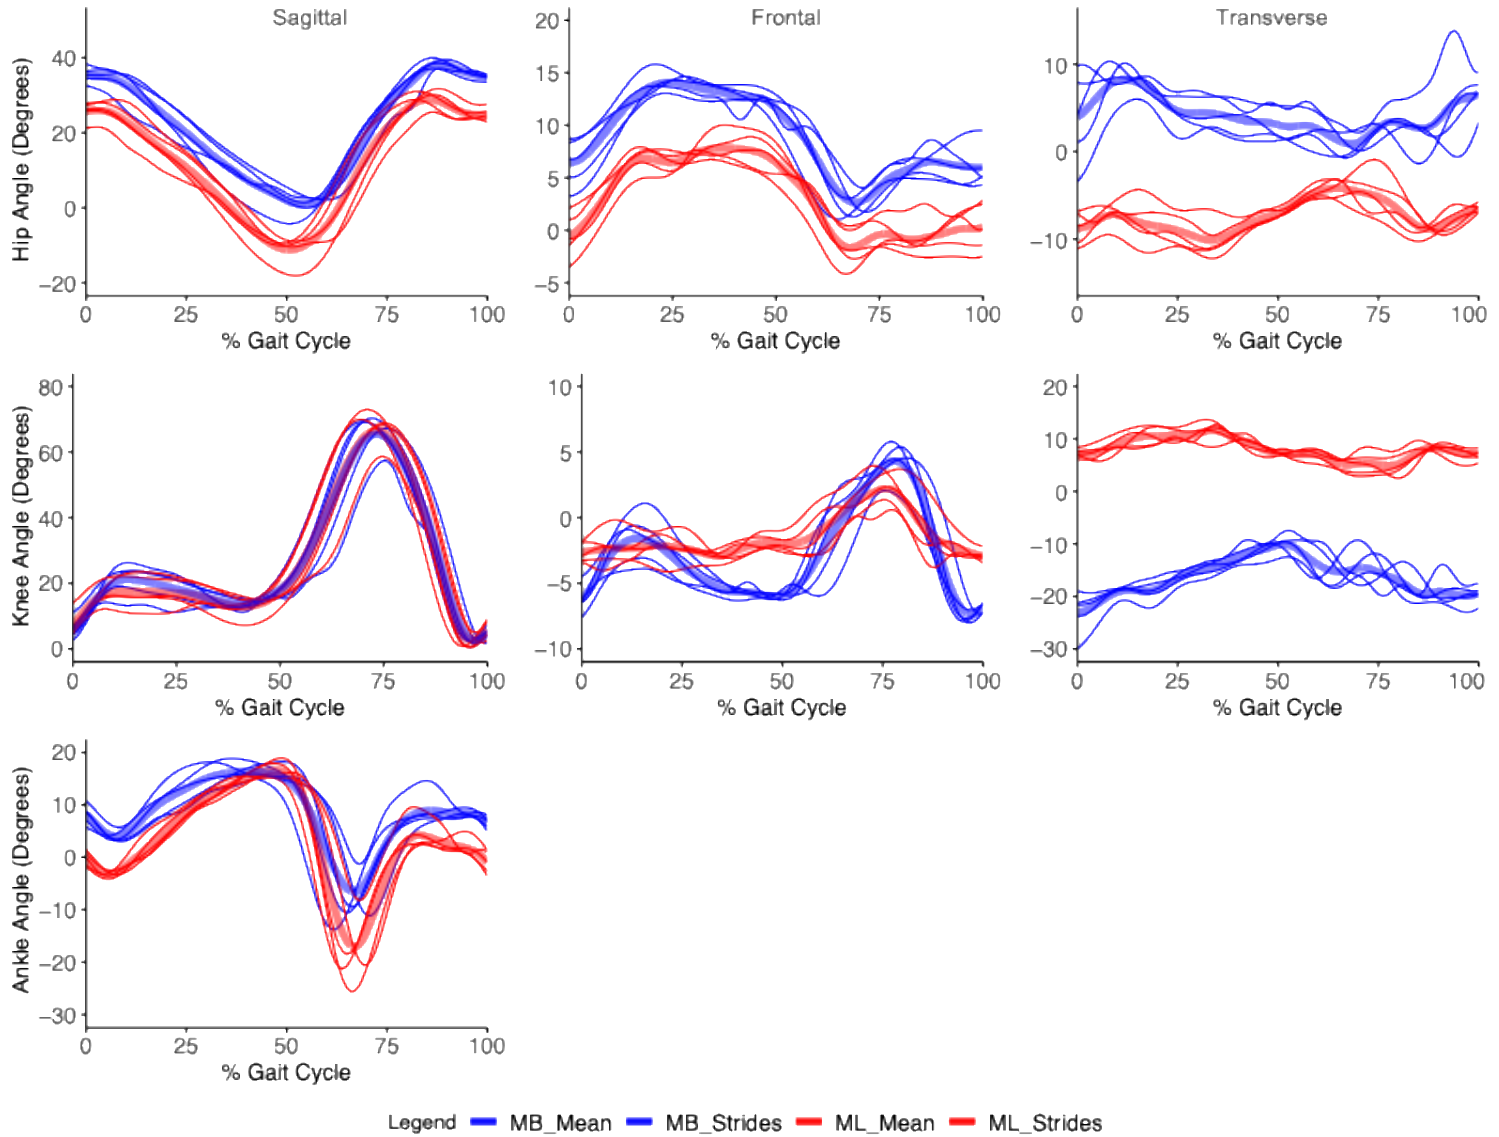 Sagittal Frontal Transverse
Hip Angle (Degrees)
40
20
0
−20
0 25 50 75 100
% Gait Cycle
20
15
10
5
0
−5
0 25 50 75 100
% Gait Cycle
10
0
−10
0 25 50 75 100
% Gait Cycle
Knee Angle (Degrees)
80
60
40
20
0
0 25 50 75 100
% Gait Cycle
10
5
0
−5
−10
0 25 50 75 100
% Gait Cycle
20
10
0
−10
−20
−30
0 25 50 75 100
% Gait Cycle
Ankle Angle (Degrees)
20
10
0
−10
−20
−30
0 25 50 75 100
% Gait Cycle
Legend MB_Mean MB_Strides ML_Mean ML_Strides